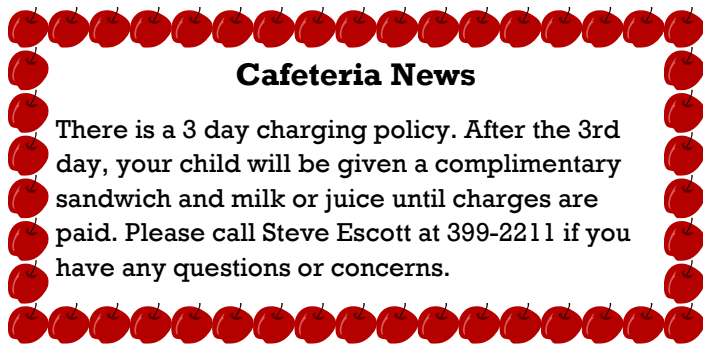 Cafeteria News
There is a 3 day charging policy. After the 3rd
day, your child will be given a complimentary
sandwich and milk or juice until charges are
paid. Please call Steve Escott at 399-2211 if you
have any questions or concerns.